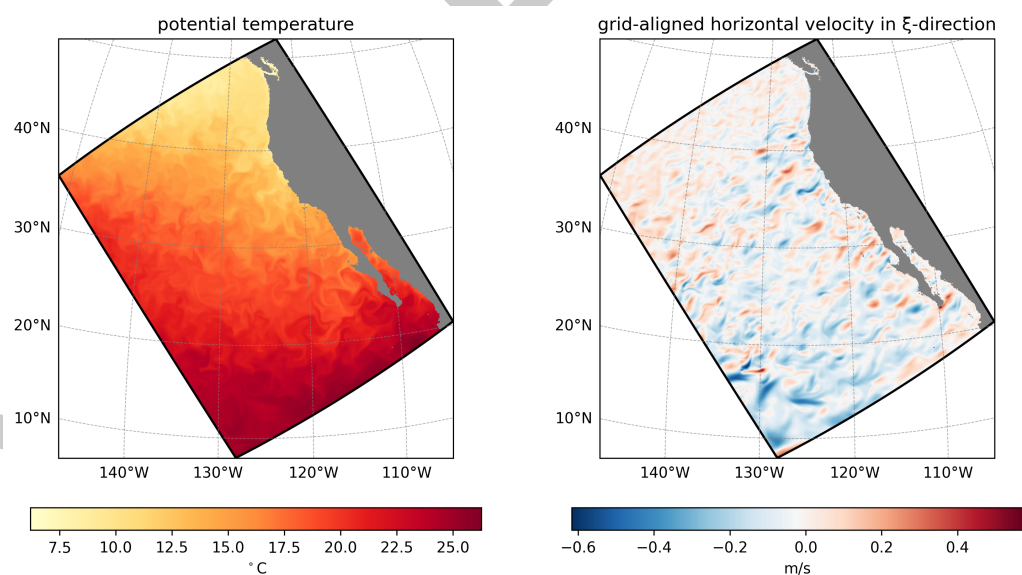 potential temperature
grid-aligned horizontal velocity in ξ-direction
40°N
30°N
20°N
10°N
140°W 130°W 120°W 110°W
40°N
30°N
20°N
10°N
140°W 130°W 120°W 110°W
7.5 10.0 12.5 15.0 17.5 20.0 22.5 25.0
°C
−0.6 −0.4 −0.2 0.0 0.2 0.4
m/s